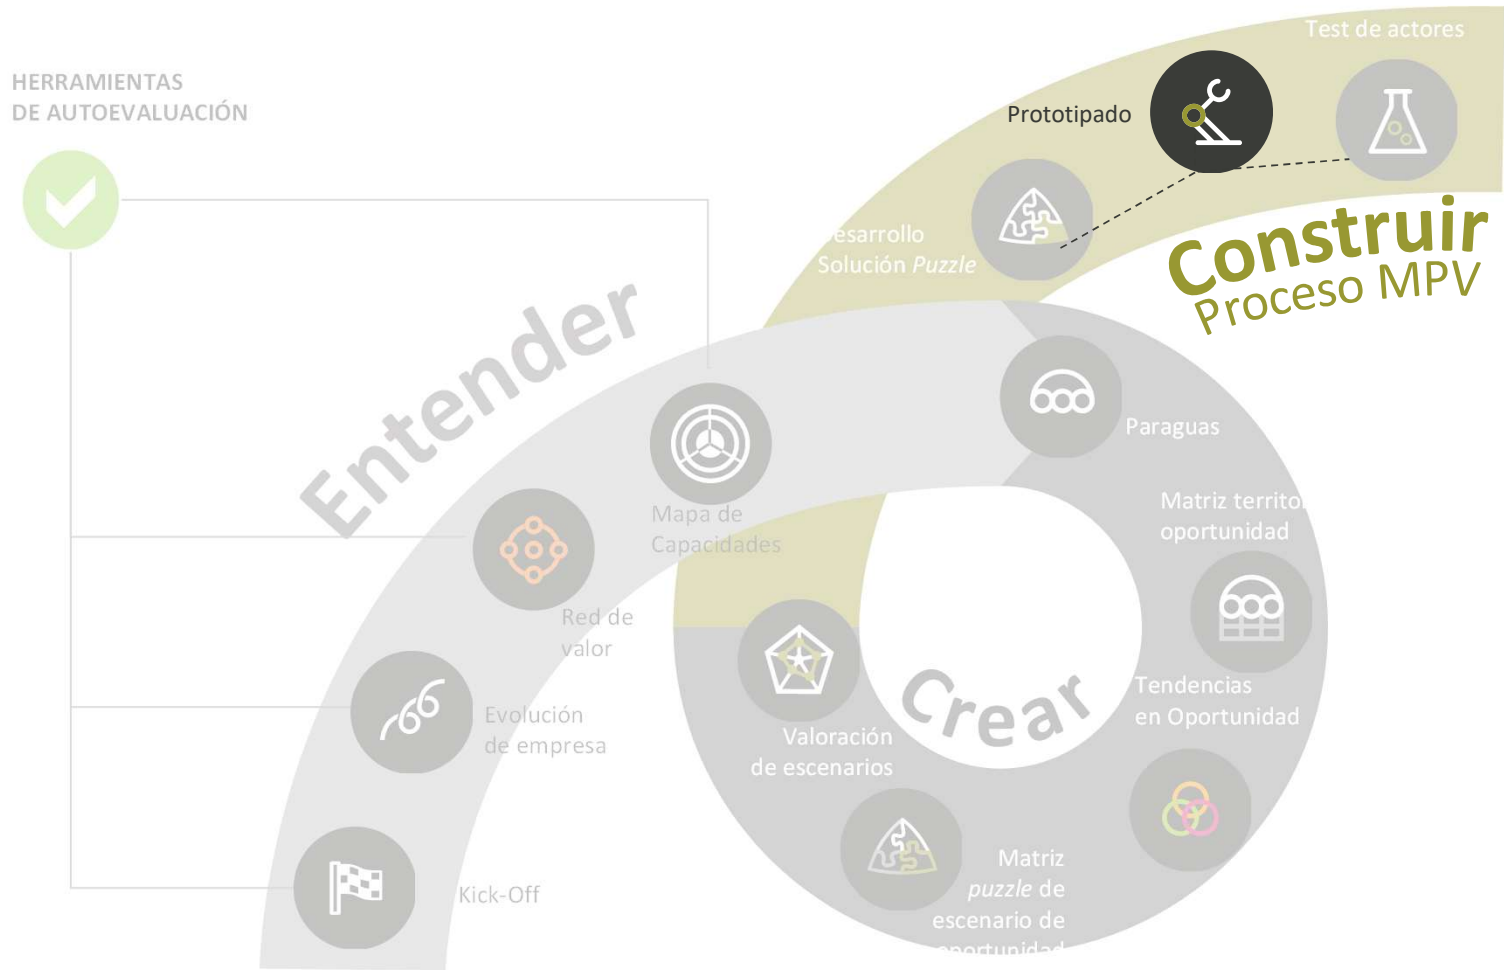 HERRAMIENTAS
DE AUTOEVALUACIÓN
Test de actores
Prototipado
Desarrollo
Solución Puzzle
Construir
Proceso MPV
Entender
Mapa de
Capacidades
Red de
valor
Evolución
de empresa
Kick-Off
Paraguas
Matriz
oportunidad
Tendencias
en Oportunidad
Crear
Valoración
de escenarios
Matriz
puzzle de
escenario de
oportunidad